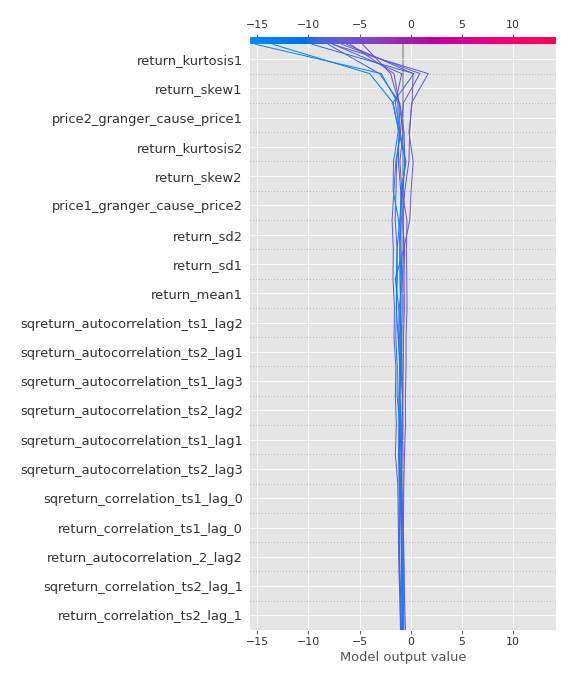 −15 −10 −5 0 5 10
return_kurtosis1
return_skew1
price2_granger_cause_price1
return_kurtosis2
return_skew2
price1_granger_cause_price2
return_sd2
return_sd1
return_mean1
sqreturn_autocorrelation_ts1_lag2
sqreturn_autocorrelation_ts2_lag1
sqreturn_autocorrelation_ts1_lag3
sqreturn_autocorrelation_ts2_lag2
sqreturn_autocorrelation_ts1_lag1
sqreturn_autocorrelation_ts2_lag3
sqreturn_correlation_ts1_lag_0
return_correlation_ts1_lag_0
return_autocorrelation_2_lag2
sqreturn_correlation_ts2_lag_1
return_correlation_ts2_lag_1
−15 −10 −5 0 5 10
Model output value